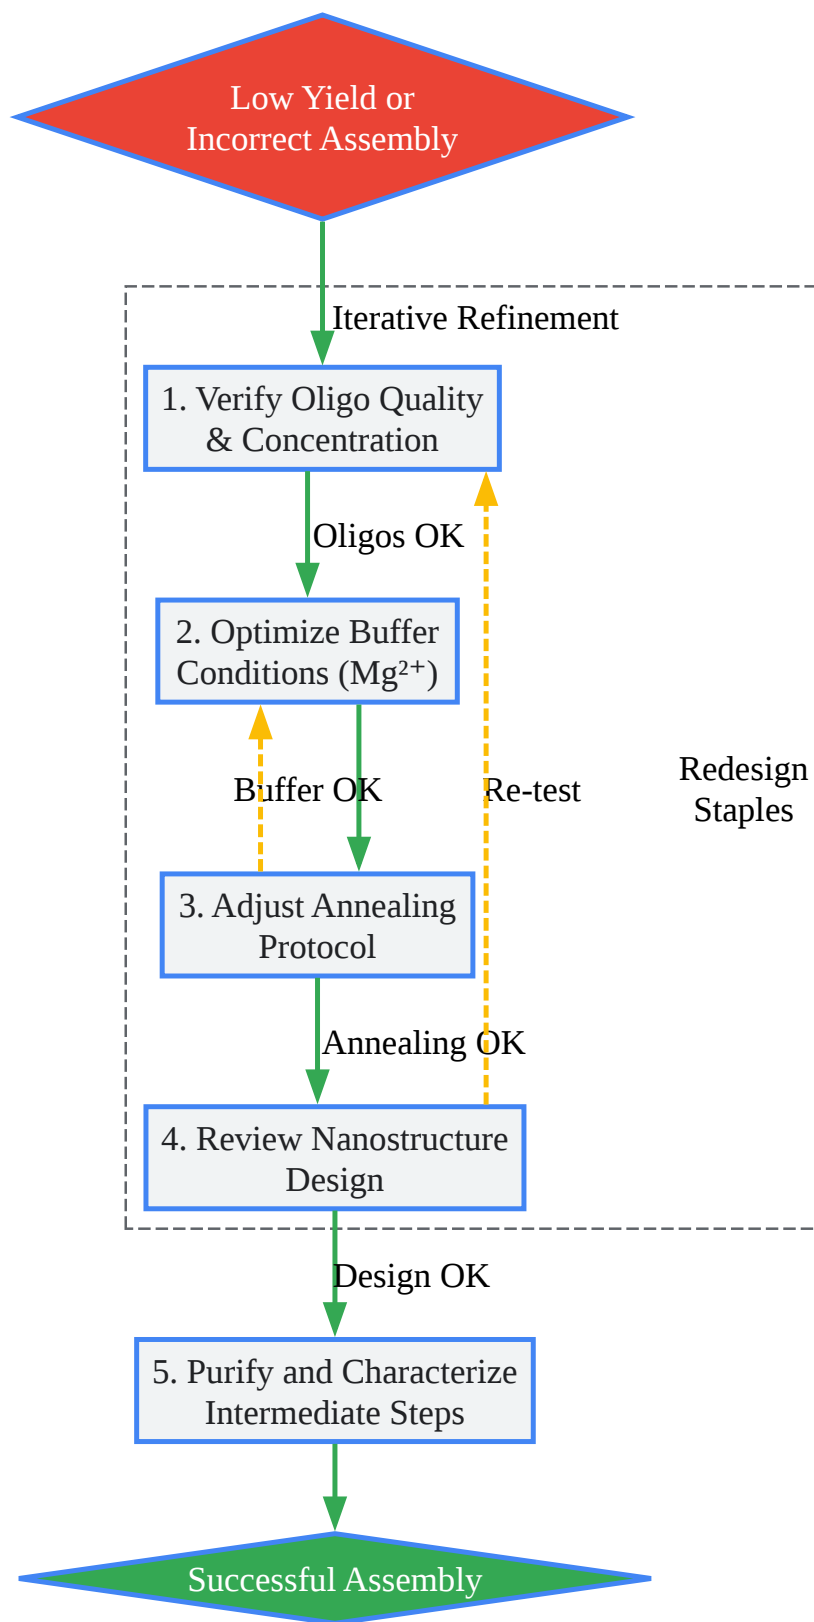 Low Yield or
Incorrect Assembly
Iterative Refinement
1. Verify Oligo Quality
& Concentration
Oligos OK
2. Optimize Buffer
Conditions (Mg²⁺)
Buffer OK
Re-test
Redesign
Staples
3. Adjust Annealing
Protocol
Annealing OK
4. Review Nanostructure
Design
Design OK
5. Purify and Characterize
Intermediate Steps
Successful Assembly